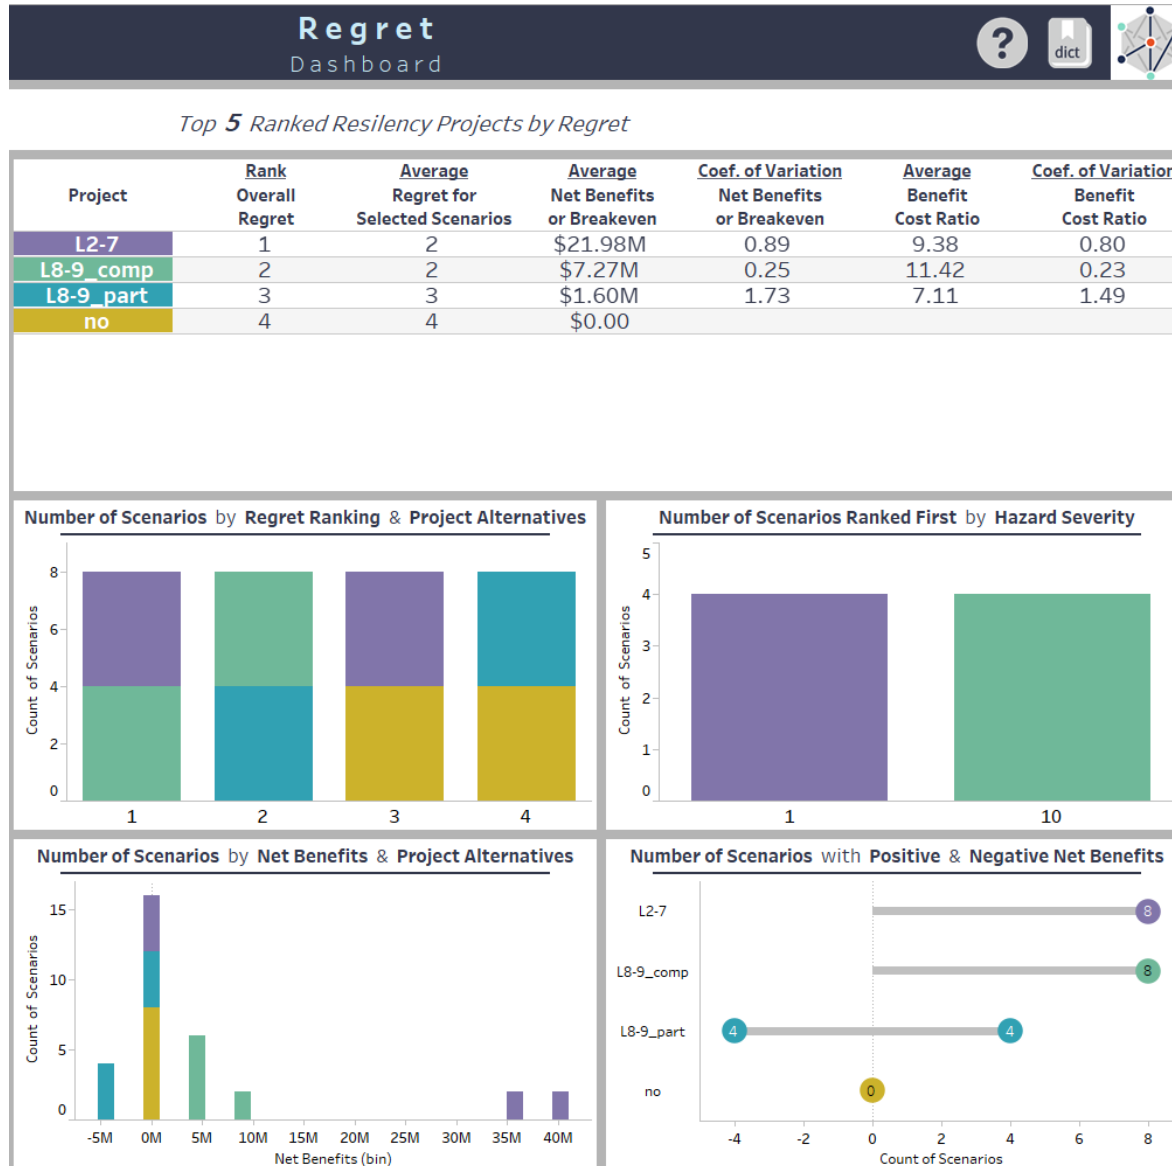 Regret
Dashboard
?
dict
Top 5 Ranked Resilency Projects by Regret
Project
Rank
Overall
Regret
Average
Regret for
Selected Scenarios
Average
Net Benefits
or Breakeven
Coef. of Variation
Net Benefits
or Breakeven
Average
Benefit
Cost Ratio
Coef. of Variation
Benefit
Cost Ratio
L2-7 1 2 $21.98M 0.89 9.38 0.80
L8-9_comp 2 2 $7.27M 0.25 11.42 0.23
L8-9_part 3 3 $1.60M 1.73 7.11 1.49
no 4 4 $0.00
Number of Scenarios by Regret Ranking & Project Alternatives
Count of Scenarios
8
6
4
2
0
1 2 3 4
Number of Scenarios Ranked First by Hazard Severity
Count of Scenarios
5
4
3
2
1
0
1 10
Number of Scenarios by Net Benefits & Project Alternatives
Count of Scenarios
15
10
5
0
-5M 0M 5M 10M 15M 20M 25M 30M 35M 40M
Net Benefits (bin)
Number of Scenarios with Positive & Negative Net Benefits
L2-7 8
L8-9_comp 8
L8-9_part 4 4
no 0
-4 -2 0 2 4 6 8
Count of Scenarios